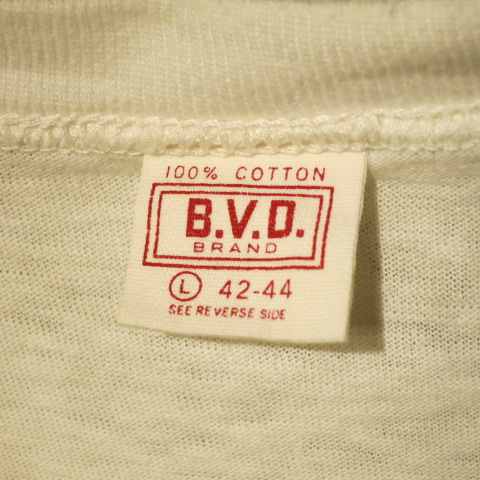 100% COTTON
B.V.D.
BRAND
L 42-44
SEE REVERSE SIDE